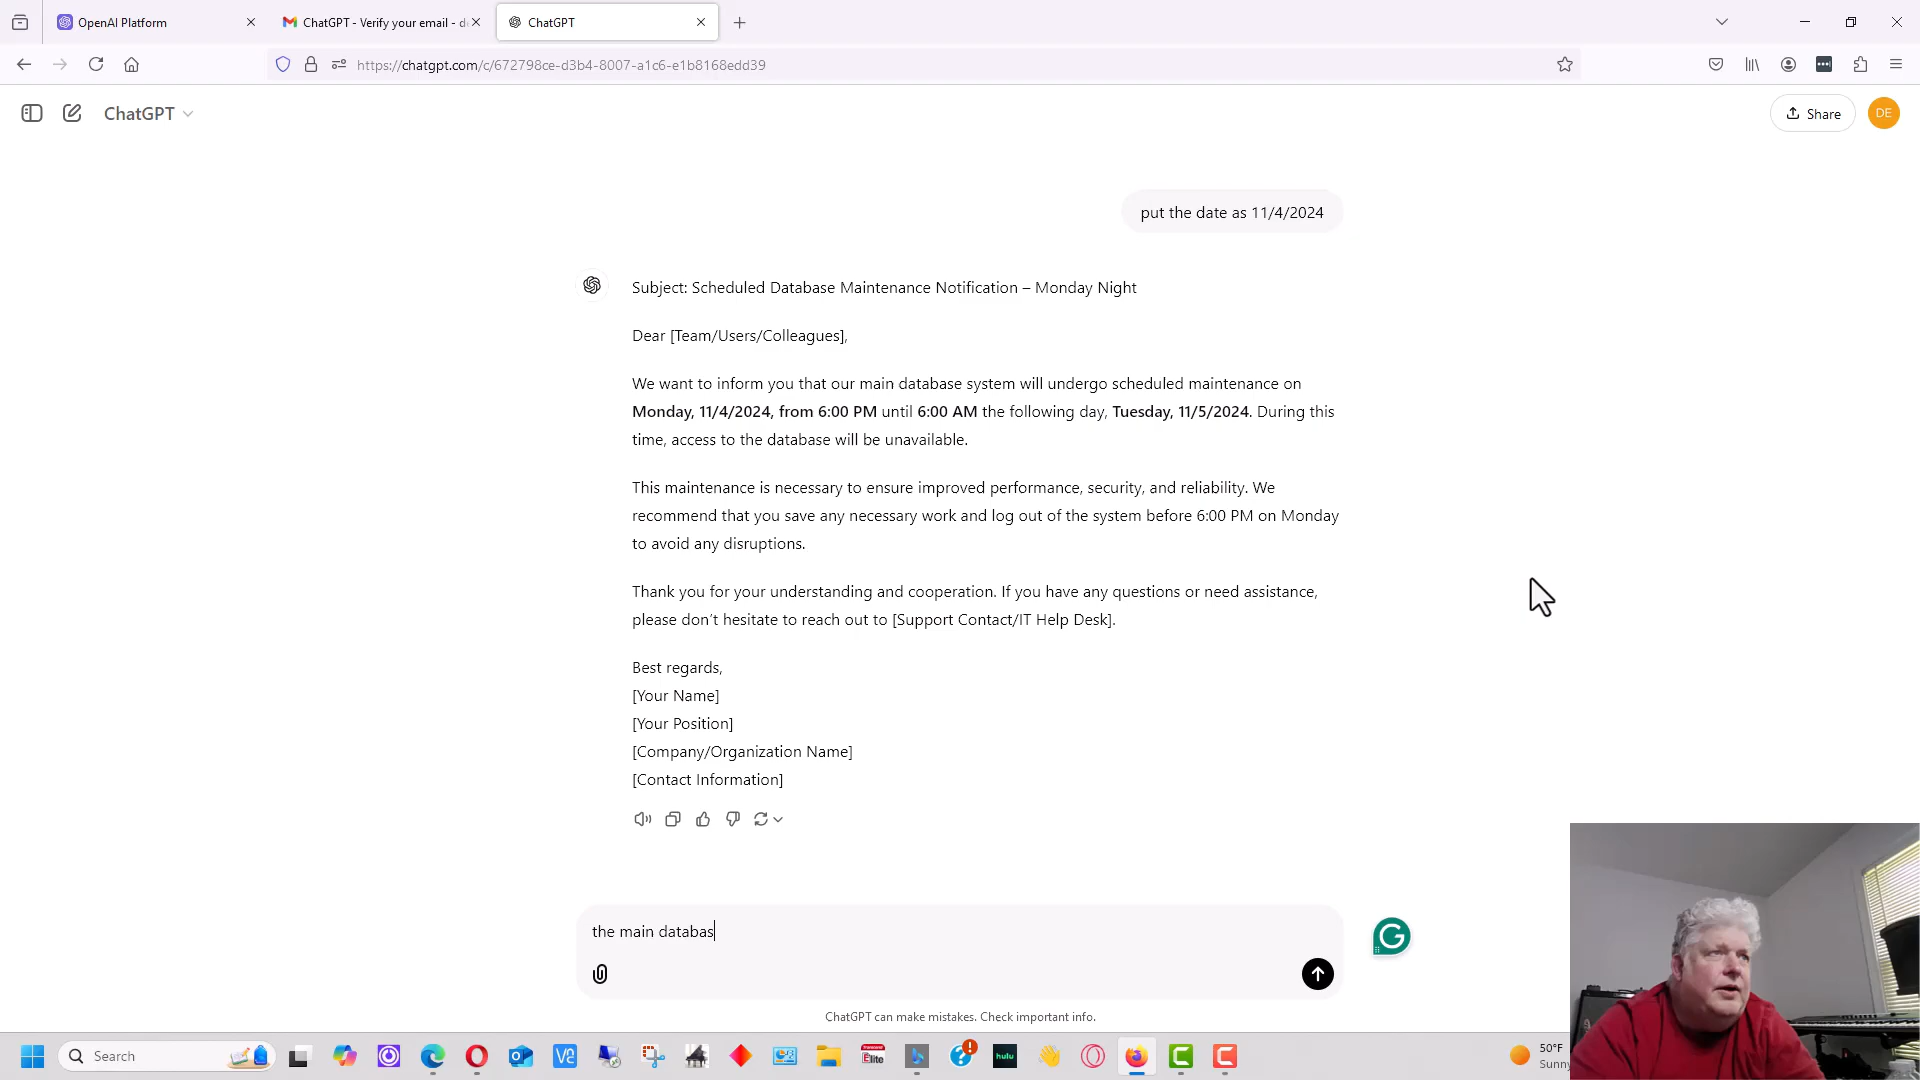 OpenAI Platform
ChatGPT - Verify your email - d
ChatGPT
https://chatgpt.com/c/672798ce-d3b4-8007-a1c6-e1b8168edd39
ChatGPT
Share
DE
put the date as 11/4/2024
Subject: Scheduled Database Maintenance Notification – Monday Night
Dear [Team/Users/Colleagues],
We want to inform you that our main database system will undergo scheduled maintenance on
Monday, 11/4/2024, from 6:00 PM until 6:00 AM the following day, Tuesday, 11/5/2024. During this
time, access to the database will be unavailable.
This maintenance is necessary to ensure improved performance, security, and reliability. We
recommend that you save any necessary work and log out of the system before 6:00 PM on Monday
to avoid any disruptions.
Thank you for your understanding and cooperation. If you have any questions or need assistance,
please don’t hesitate to reach out to [Support Contact/IT Help Desk].
Best regards,
[Your Name]
[Your Position]
[Company/Organization Name]
[Contact Information]
the main databas
G
ChatGPT can make mistakes. Check important info.
Search
Elite
hulu
50°F
Sunny